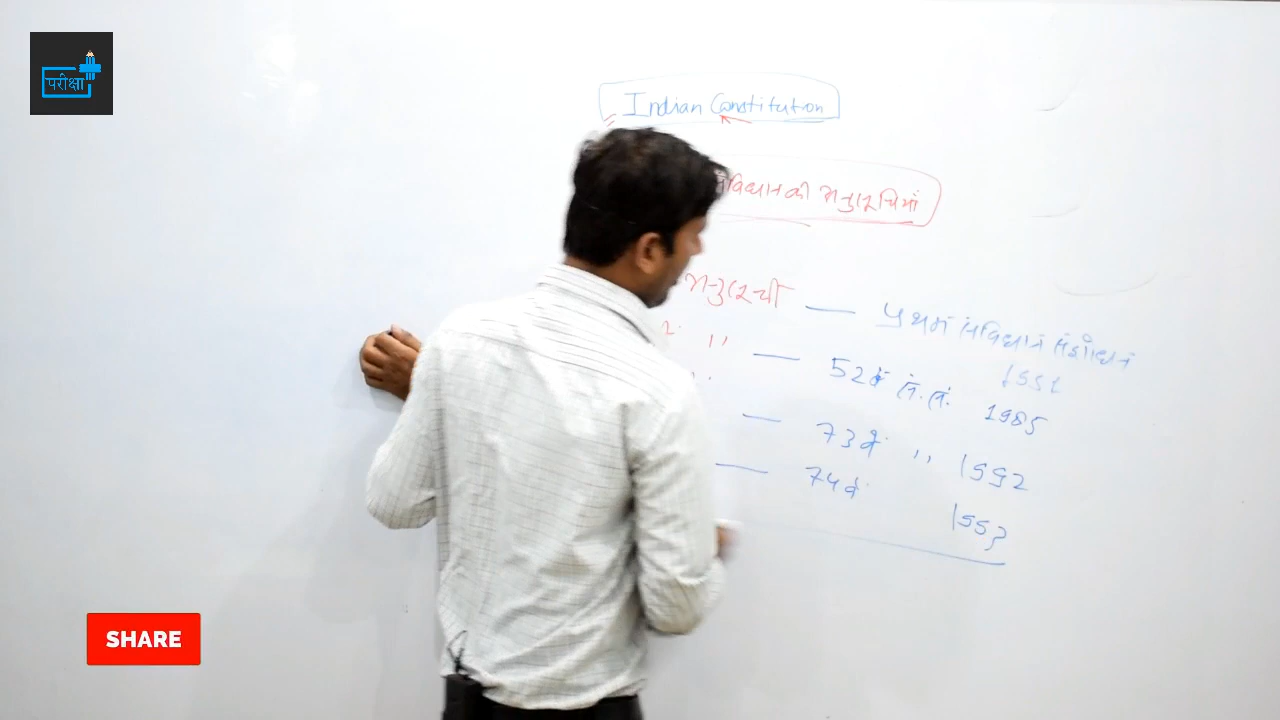 परीक्षा
Indian Constitution
संविधान की अनुसूचियां
अनुसूची — प्रथम संविधान संशोधन
1951
" — 52वें सं.सं. 1985
— 73वें " 1992
— 74वें 1993
SHARE